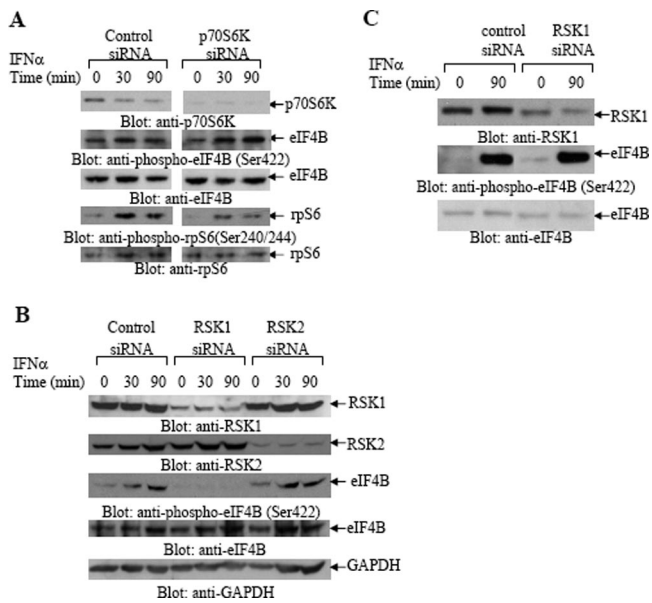 A
Control siRNA
p70S6K siRNA
IFNα
Time (min) 0 30 90 0 30 90
p70S6K
Blot: anti-p70S6K
eIF4B
Blot: anti-phospho-eIF4B (Ser422)
eIF4B
Blot: anti-eIF4B
rpS6
Blot: anti-phospho-rpS6(Ser240/244)
rpS6
Blot: anti-rpS6
B
Control siRNA
RSK1 siRNA
RSK2 siRNA
IFNα
Time (min) 0 30 90 0 30 90 0 30 90
RSK1
Blot: anti-RSK1
RSK2
Blot: anti-RSK2
eIF4B
Blot: anti-phospho-eIF4B (Ser422)
eIF4B
Blot: anti-eIF4B
GAPDH
Blot: anti-GAPDH
C
control siRNA
RSK1 siRNA
IFNα
Time (min) 0 90 0 90
RSK1
Blot: anti-RSK1
eIF4B
Blot: anti-phospho-eIF4B (Ser422)
eIF4B
Blot: anti-eIF4B